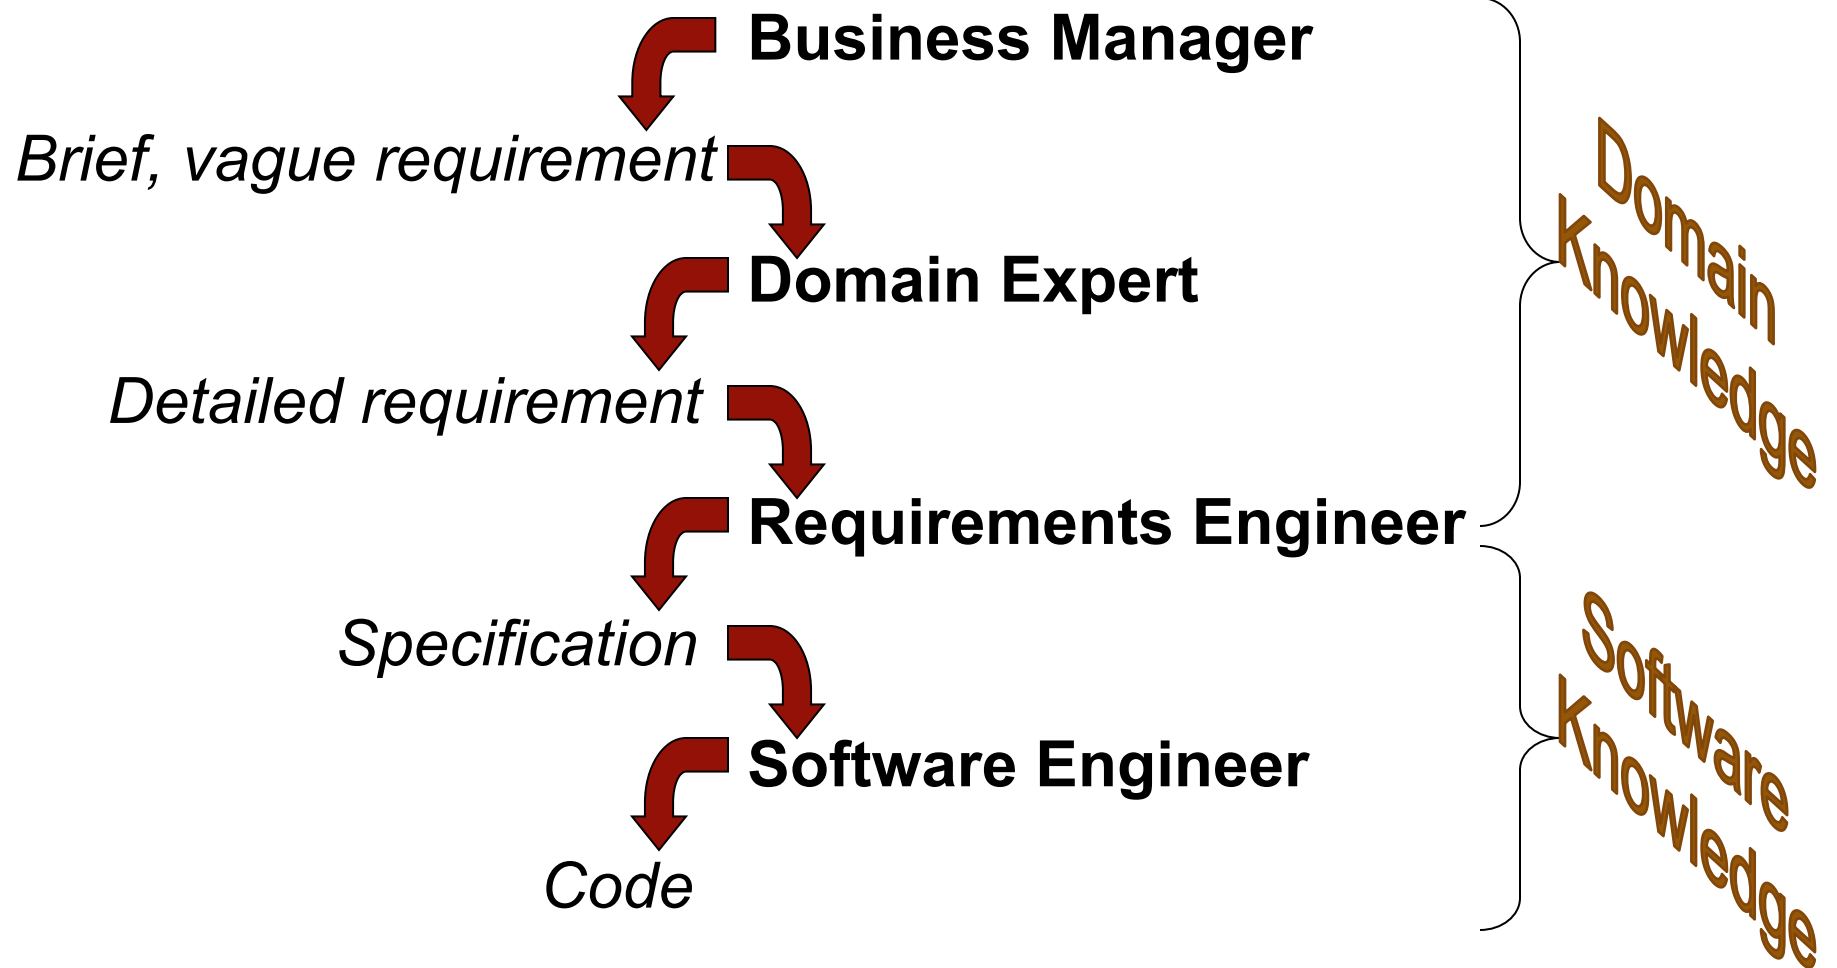 Business Manager
Brief, vague requirement
Domain Expert
Detailed requirement
Requirements Engineer
Specification
Software Engineer
Code
Domain
Knowledge
Software
Knowledge